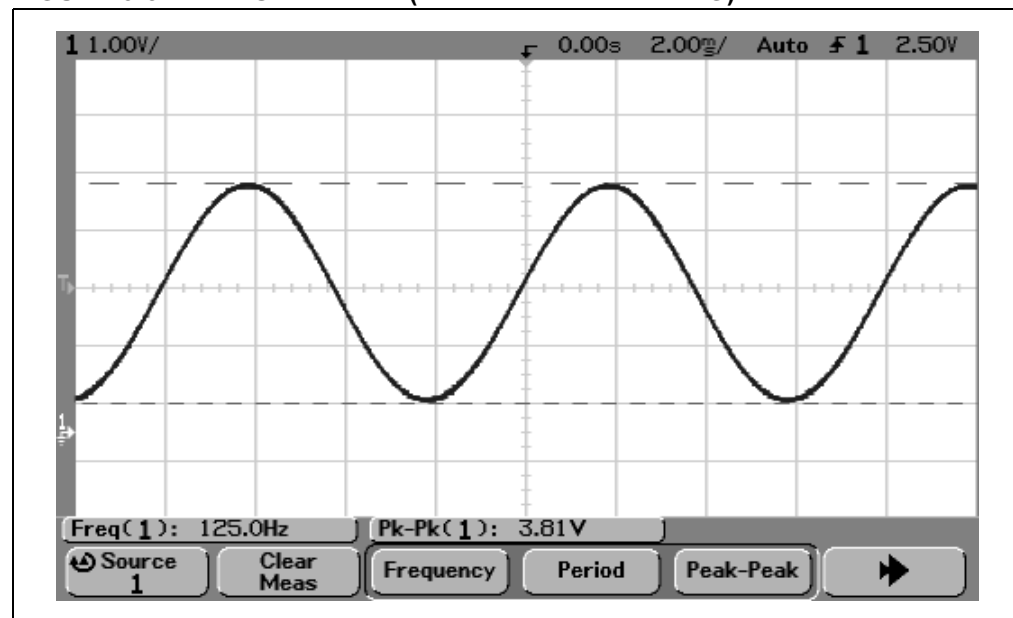 1 1.00V/ 0.00s 2.00ms/ Auto 1 2.50V
T
1
Freq(1): 125.0Hz Pk-Pk(1): 3.81V
Source 1 Clear Meas Frequency Period Peak-Peak